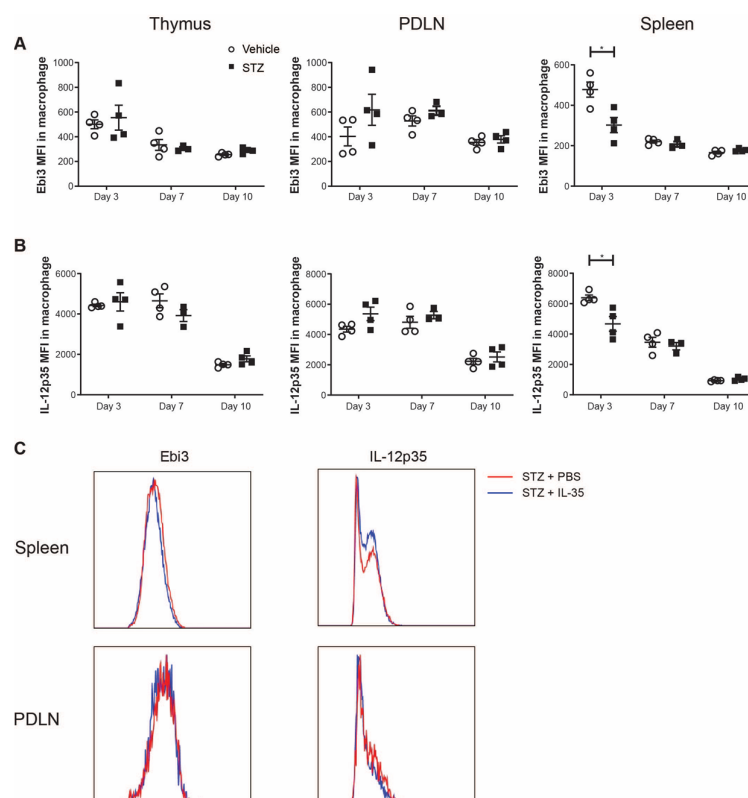 Thymus PDLN Spleen
A
Vehicle
STZ
Ebi3 MFI in macrophage
1000
800
600
400
200
0
Day 3 Day 7 Day 10
Ebi3 MFI in macrophage
1000
800
600
400
200
0
Day 3 Day 7 Day 10
Ebi3 MFI in macrophage
800
600
400
200
0
*
Day 3 Day 7 Day 10
B
IL-12p35 MFI in macrophage
6000
4000
2000
0
Day 3 Day 7 Day 10
IL-12p35 MFI in macrophage
8000
6000
4000
2000
0
Day 3 Day 7 Day 10
IL-12p35 MFI in macrophage
8000
6000
4000
2000
0
*
Day 3 Day 7 Day 10
C
Ebi3 IL-12p35
STZ + PBS
STZ + IL-35
Spleen
PDLN